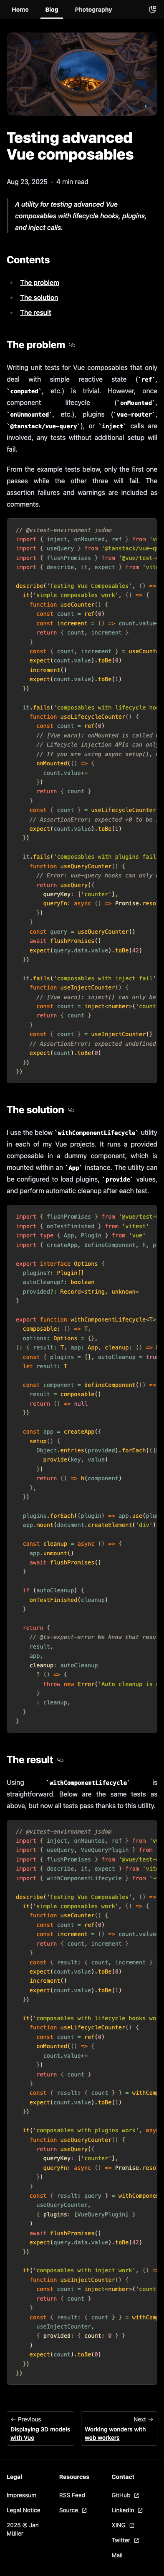 Home Blog Photography
Testing advanced
Vue composables
Aug 23, 2025 · 4 min read
A utility for testing advanced Vue
composables with lifecycle hooks, plugins,
and inject calls.
Contents
The problem
The solution
The result
The problem
Writing unit tests for Vue composables that only
deal with simple reactive state (`ref`,
`computed`, etc.) is trivial. However, once
component lifecycle (`onMounted`,
`onUnmounted`, etc.), plugins (`vue-router`,
`@tanstack/vue-query`), or `inject` calls are
involved, any tests without additional setup will
fail.
From the example tests below, only the first one
passes while the other three will fail. The
assertion failures and warnings are included as
comments.
// @vitest-environment jsdom
import { inject, onMounted, ref } from 'v
import { useQuery } from '@tanstack/vue-q
import { flushPromises } from '@vue/test-
import { describe, it, expect } from 'vit
describe('Testing Vue Composables', () =>
it('simple composables work', () => {
function useCounter() {
const count = ref(0)
const increment = () => count.value
return { count, increment }
}
const { count, increment } = useCount
expect(count.value).toBe(0)
increment()
expect(count.value).toBe(1)
})
it.fails('composables with lifecycle ho
function useLifecycleCounter() {
const count = ref(0)
// [Vue warn]: onMounted is called
// Lifecycle injection APIs can onl
// If you are using async setup(),
onMounted(() => {
count.value++
})
return { count }
}
const { count } = useLifecycleCounter
// AssertionError: expected +0 to be
expect(count.value).toBe(1)
})
it.fails('composables with plugins fail
function useQueryCounter() {
// Error: vue-query hooks can only
return useQuery({
queryKey: ['counter'],
queryFn: async () => Promise.reso
})
}
const query = useQueryCounter()
await flushPromises()
expect(query.data.value).toBe(42)
})
it.fails('composables with inject fail'
function useInjectCounter() {
// [Vue warn]: inject() can only be
const count = inject<number>('count
return { count }
}
const { count } = useInjectCounter()
// AssertionError: expected undefined
expect(count).toBe(0)
})
})
The solution
I use the below `withComponentLifecycle` utility
in each of my Vue projects. It runs a provided
composable in a dummy component, which is
mounted within an `App` instance. The utility can
be configured to load plugins, `provide` values,
and perform automatic cleanup after each test.
import { flushPromises } from '@vue/test-
import { onTestFinished } from 'vitest'
import type { App, Plugin } from 'vue'
import { createApp, defineComponent, h, p
export interface Options {
plugins?: Plugin[]
autoCleanup?: boolean
provided?: Record<string, unknown>
}
export function withComponentLifecycle<T>
composable: () => T,
options: Options = {},
): { result: T, app: App, cleanup: () =>
const { plugins = [], autoCleanup = tru
let result: T
const component = defineComponent(() =>
result = composable()
return () => null
})
const app = createApp({
setup() {
Object.entries(provided).forEach(([
provide(key, value)
})
return () => h(component)
},
})
plugins.forEach((plugin) => app.use(plu
app.mount(document.createElement('div')
const cleanup = async () => {
app.unmount()
await flushPromises()
}
if (autoCleanup) {
onTestFinished(cleanup)
}
return {
// @ts-expect-error We know that resu
result,
app,
cleanup: autoCleanup
? () => {
throw new Error('Auto cleanup is
}
: cleanup,
}
}
The result
Using `withComponentLifecycle` is
straightforward. Below are the same tests as
above, but now all tests pass thanks to this utility.
// @vitest-environment jsdom
import { inject, onMounted, ref } from 'v
import { useQuery, VueQueryPlugin } from
import { flushPromises } from '@vue/test-
import { describe, it, expect } from 'vit
import { withComponentLifecycle } from '~
describe('Testing Vue Composables', () =>
it('simple composables work', () => {
function useCounter() {
const count = ref(0)
const increment = () => count.value
return { count, increment }
}
const { result: { count, increment }
expect(count.value).toBe(0)
increment()
expect(count.value).toBe(1)
})
it('composables with lifecycle hooks wo
function useLifecycleCounter() {
const count = ref(0)
onMounted(() => {
count.value++
})
return { count }
}
const { result: { count } } = withCom
expect(count.value).toBe(1)
})
it('composables with plugins work', asy
function useQueryCounter() {
return useQuery({
queryKey: ['counter'],
queryFn: async () => Promise.reso
})
}
const { result: query } = withCompone
useQueryCounter,
{ plugins: [VueQueryPlugin] }
)
await flushPromises()
expect(query.data.value).toBe(42)
})
it('composables with inject work', () =
function useInjectCounter() {
const count = inject<number>('count
return { count }
}
const { result: { count } } = withCom
useInjectCounter,
{ provided: { count: 0 } }
)
expect(count).toBe(0)
})
})
← Previous
Displaying 3D models
with Vue
Next →
Working wonders with
web workers
Legal
Impressum
Legal Notice
2025 © Jan
Müller
Resources
RSS Feed
Source
Contact
GitHub
LinkedIn
XING
Twitter
Mail